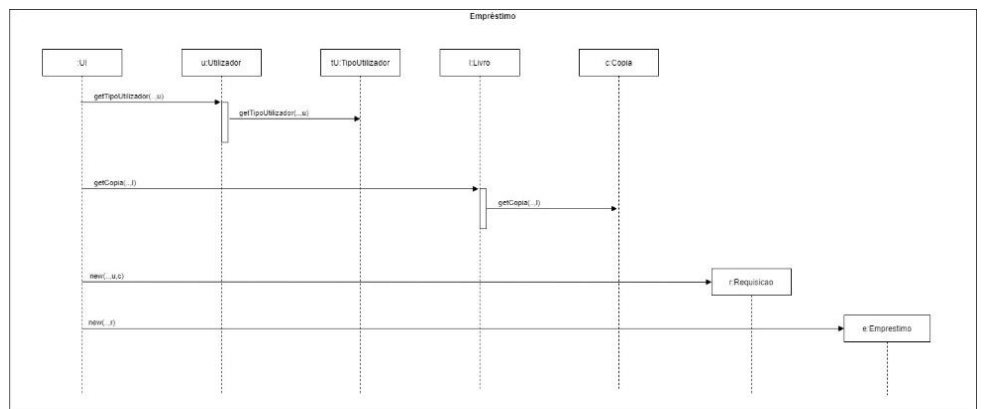 Empréstimo
:UI
u:Utilizador
tU:TipoUtilizador
l:Livro
c:Copia
getTipoUtilizador(...u)
getTipoUtilizador(...u)
getCopia(...l)
getCopia(...l)
new(...u,c)
r:Requisicao
new(...r)
e:Emprestimo